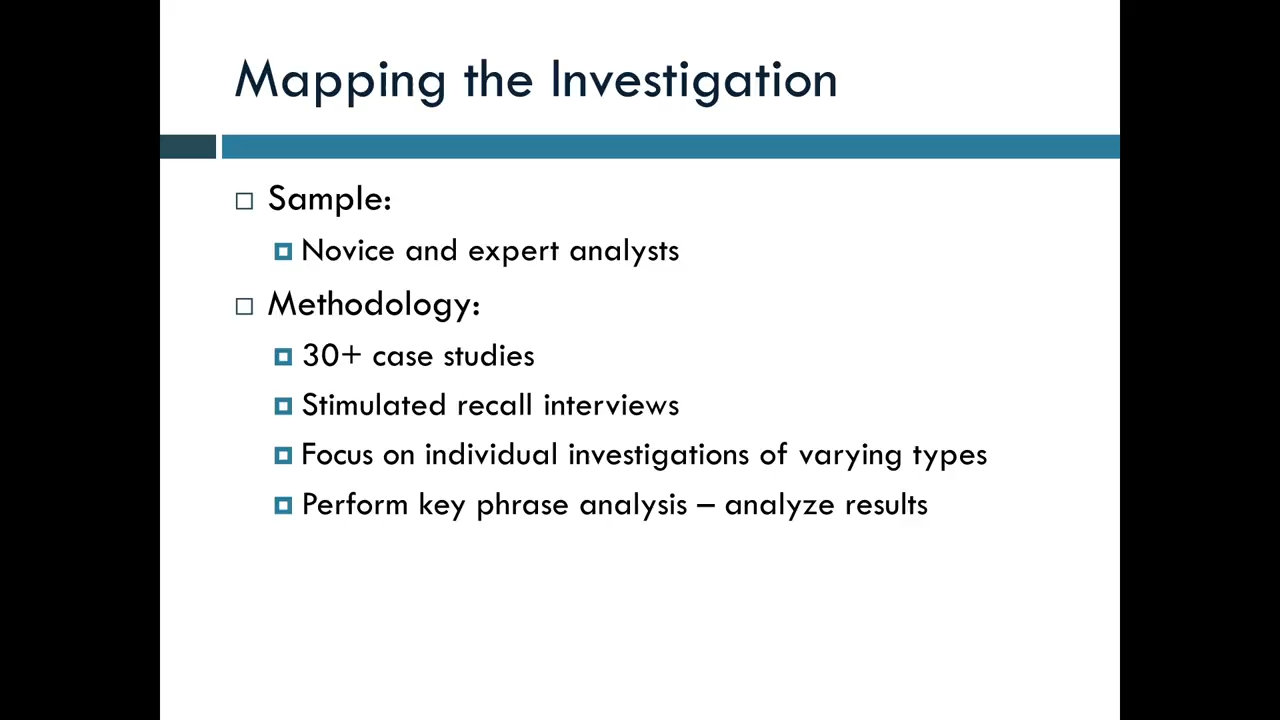 Mapping the Investigation
Sample:
Novice and expert analysts
Methodology:
30+ case studies
Stimulated recall interviews
Focus on individual investigations of varying types
Perform key phrase analysis – analyze results